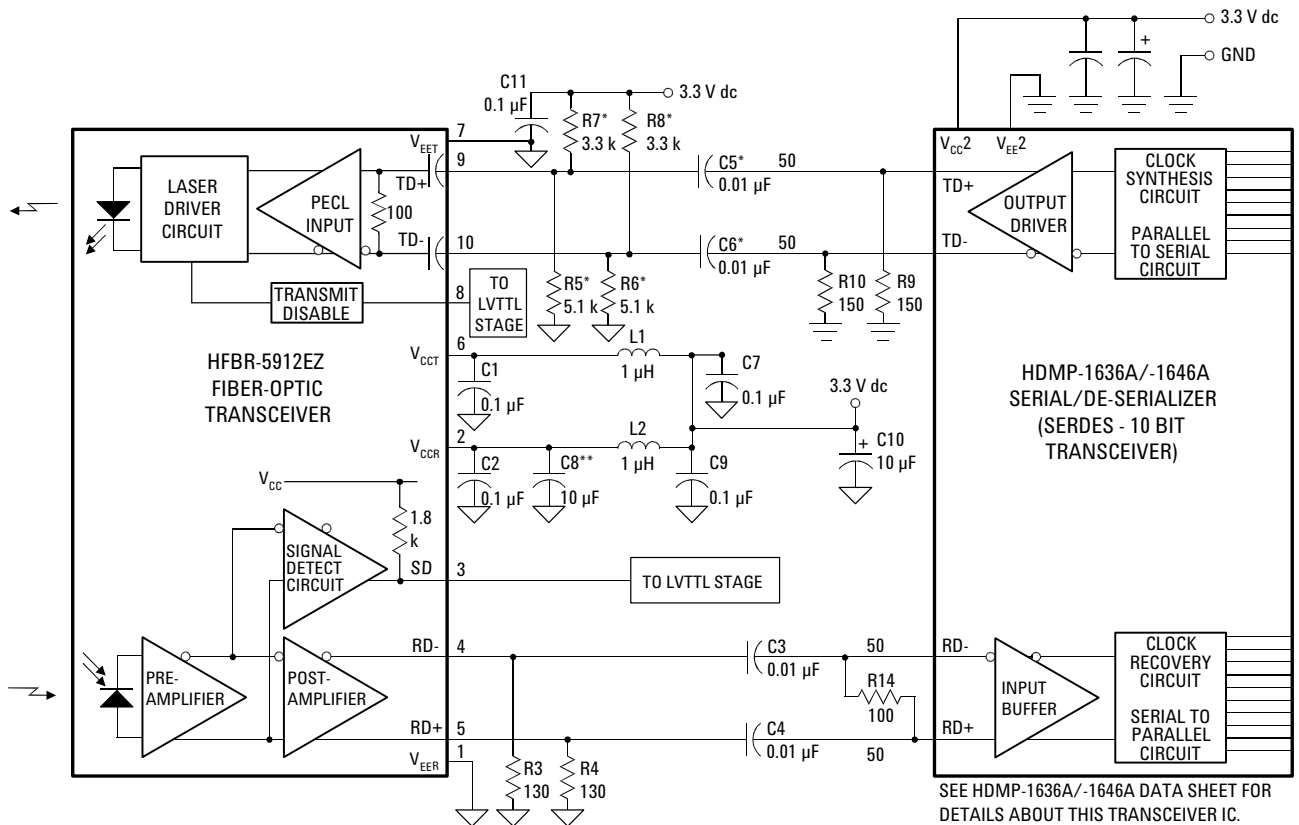 3.3 V dc
GND
C11
0.1 µF
3.3 V dc
R7*
3.3 k
R8*
3.3 k
7
V_EET
9
TD+
LASER
DRIVER
CIRCUIT
PECL
INPUT
100
TD-
10
C5*
0.01 µF
50
C6*
0.01 µF
50
V_CC2
V_EE2
TD+
TD-
OUTPUT
DRIVER
CLOCK
SYNTHESIS
CIRCUIT
PARALLEL
TO SERIAL
CIRCUIT
TRANSMIT
DISABLE
8
TO
LVTTL
STAGE
R5*
5.1 k
R6*
5.1 k
R10
150
R9
150
HFBR-5912EZ
FIBER-OPTIC
TRANSCEIVER
6
V_CCT
C1
0.1 µF
L1
1 µH
C7
0.1 µF
3.3 V dc
2
V_CCR
C2
0.1 µF
C8**
10 µF
L2
1 µH
C9
0.1 µF
C10
10 µF
HDMP-1636A/-1646A
SERIAL/DE-SERIALIZER
(SERDES - 10 BIT
TRANSCEIVER)
V_CC
1.8
k
SIGNAL
DETECT
CIRCUIT
SD
3
TO LVTTL STAGE
PRE-
AMPLIFIER
POST-
AMPLIFIER
RD-
4
RD+
5
1
V_EER
R3
130
R4
130
C3
0.01 µF
50
R14
100
C4
0.01 µF
50
RD-
RD+
INPUT
BUFFER
CLOCK
RECOVERY
CIRCUIT
SERIAL TO
PARALLEL
CIRCUIT
SEE HDMP-1636A/-1646A DATA SHEET FOR
DETAILS ABOUT THIS TRANSCEIVER IC.